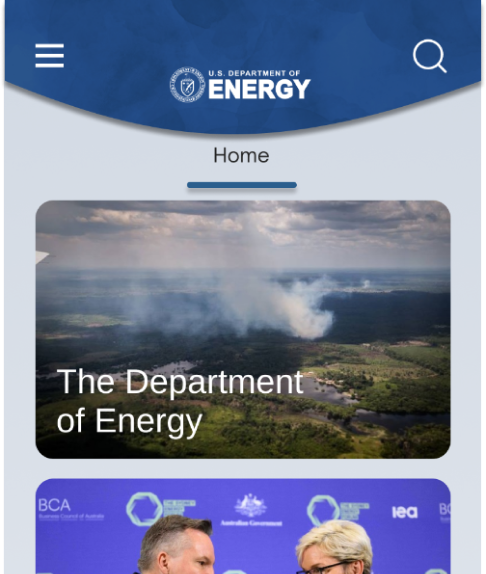 U.S. DEPARTMENT OF
ENERGY
Home
The Department
of Energy
BCA
Business Council of Australia
Australian Government
iea